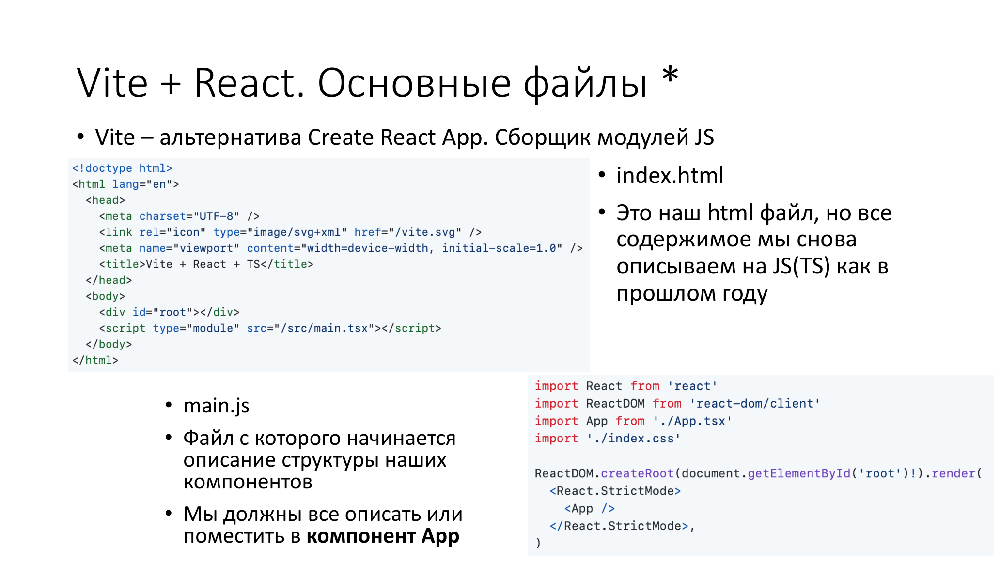 Vite + React. Основные файлы *
• Vite – альтернатива Create React App. Сборщик модулей JS
<!doctype html>
<html lang="en">
  <head>
    <meta charset="UTF-8" />
    <link rel="icon" type="image/svg+xml" href="/vite.svg" />
    <meta name="viewport" content="width=device-width, initial-scale=1.0" />
    <title>Vite + React + TS</title>
  </head>
  <body>
    <div id="root"></div>
    <script type="module" src="/src/main.tsx"></script>
  </body>
</html>
• index.html
• Это наш html файл, но все
содержимое мы снова
описываем на JS(TS) как в
прошлом году
• main.js
• Файл с которого начинается
описание структуры наших
компонентов
• Мы должны все описать или
поместить в компонент App
import React from 'react'
import ReactDOM from 'react-dom/client'
import App from './App.tsx'
import './index.css'
ReactDOM.createRoot(document.getElementById('root')!).render(
  <React.StrictMode>
    <App />
  </React.StrictMode>,
)